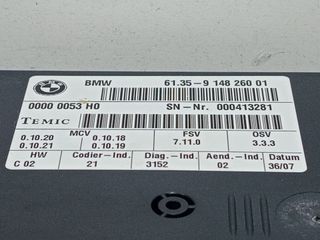 BMW 61.35-9 148 260 01
0000 0053 H0 SN-Nr. 000413281
TEMIC
MCV FSV OSV
0.10.20 0.10.18 7.11.0 3.3.3
0.10.21 0.10.19
HW Codier-Ind. Diag.-Ind. Aend.-Ind. Datum
C 02 21 3152 02 36/07